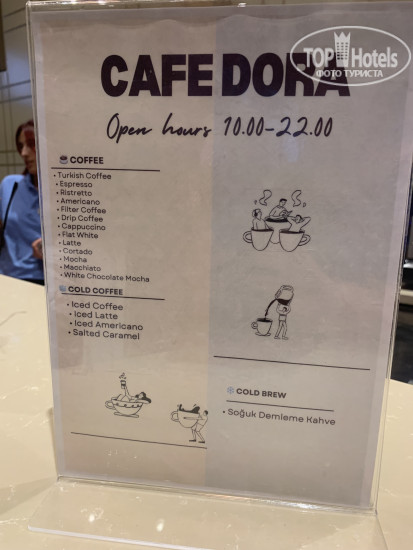 TOP Hotels
ФОТО ТУРИСТА
CAFE DORA
Open hours 10.00-22.00
COFFEE
• Turkish Coffee
• Espresso
• Ristretto
• Americano
• Filter Coffee
• Drip Coffee
• Cappuccino
• Flat White
• Latte
• Cortado
• Mocha
• Macchiato
• White Chocolate Mocha
COLD COFFEE
• Iced Coffee
• Iced Latte
• Iced Americano
• Salted Caramel
COLD BREW
• Soğuk Demleme Kahve